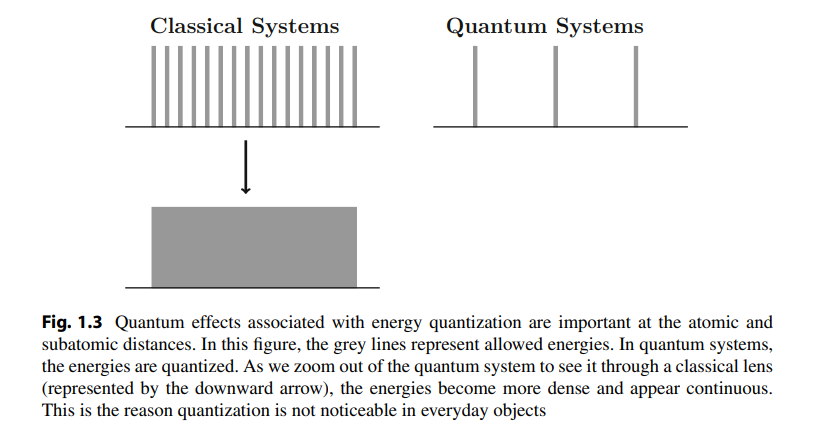 Classical Systems
Quantum Systems
Fig. 1.3 Quantum effects associated with energy quantization are important at the atomic and
subatomic distances. In this figure, the grey lines represent allowed energies. In quantum systems,
the energies are quantized. As we zoom out of the quantum system to see it through a classical lens
(represented by the downward arrow), the energies become more dense and appear continuous.
This is the reason quantization is not noticeable in everyday objects